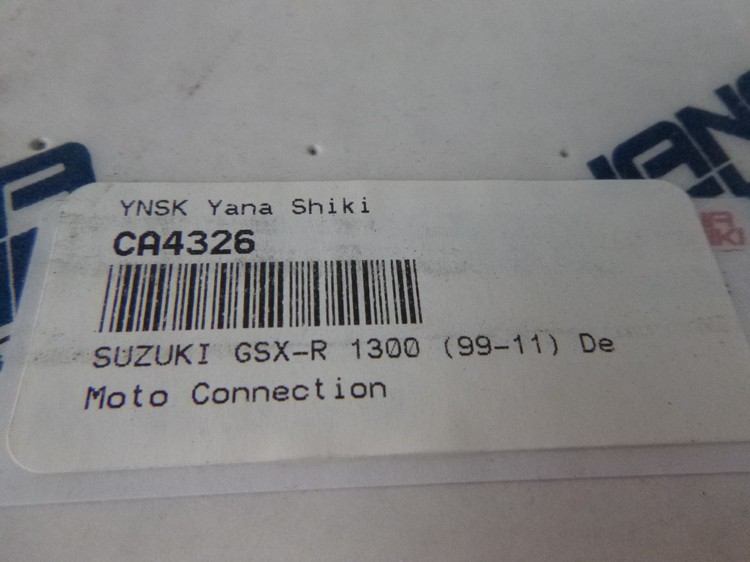 YNSK Yana Shiki
CA4326
SUZUKI GSX-R 1300 (99-11) De
Moto Connection